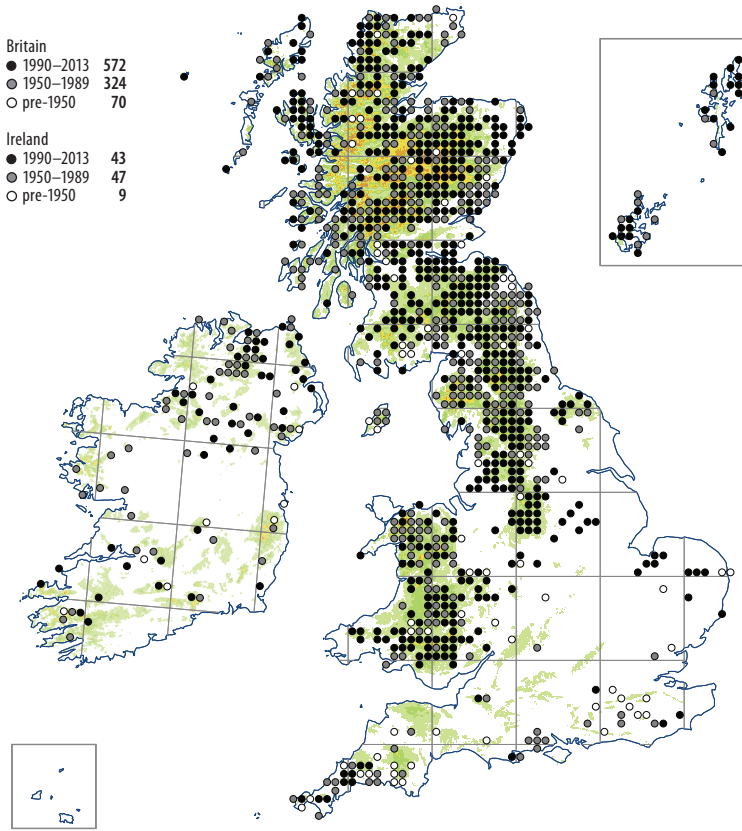 Britain
1990–2013 572
1950–1989 324
pre-1950 70
Ireland
1990–2013 43
1950–1989 47
pre-1950 9